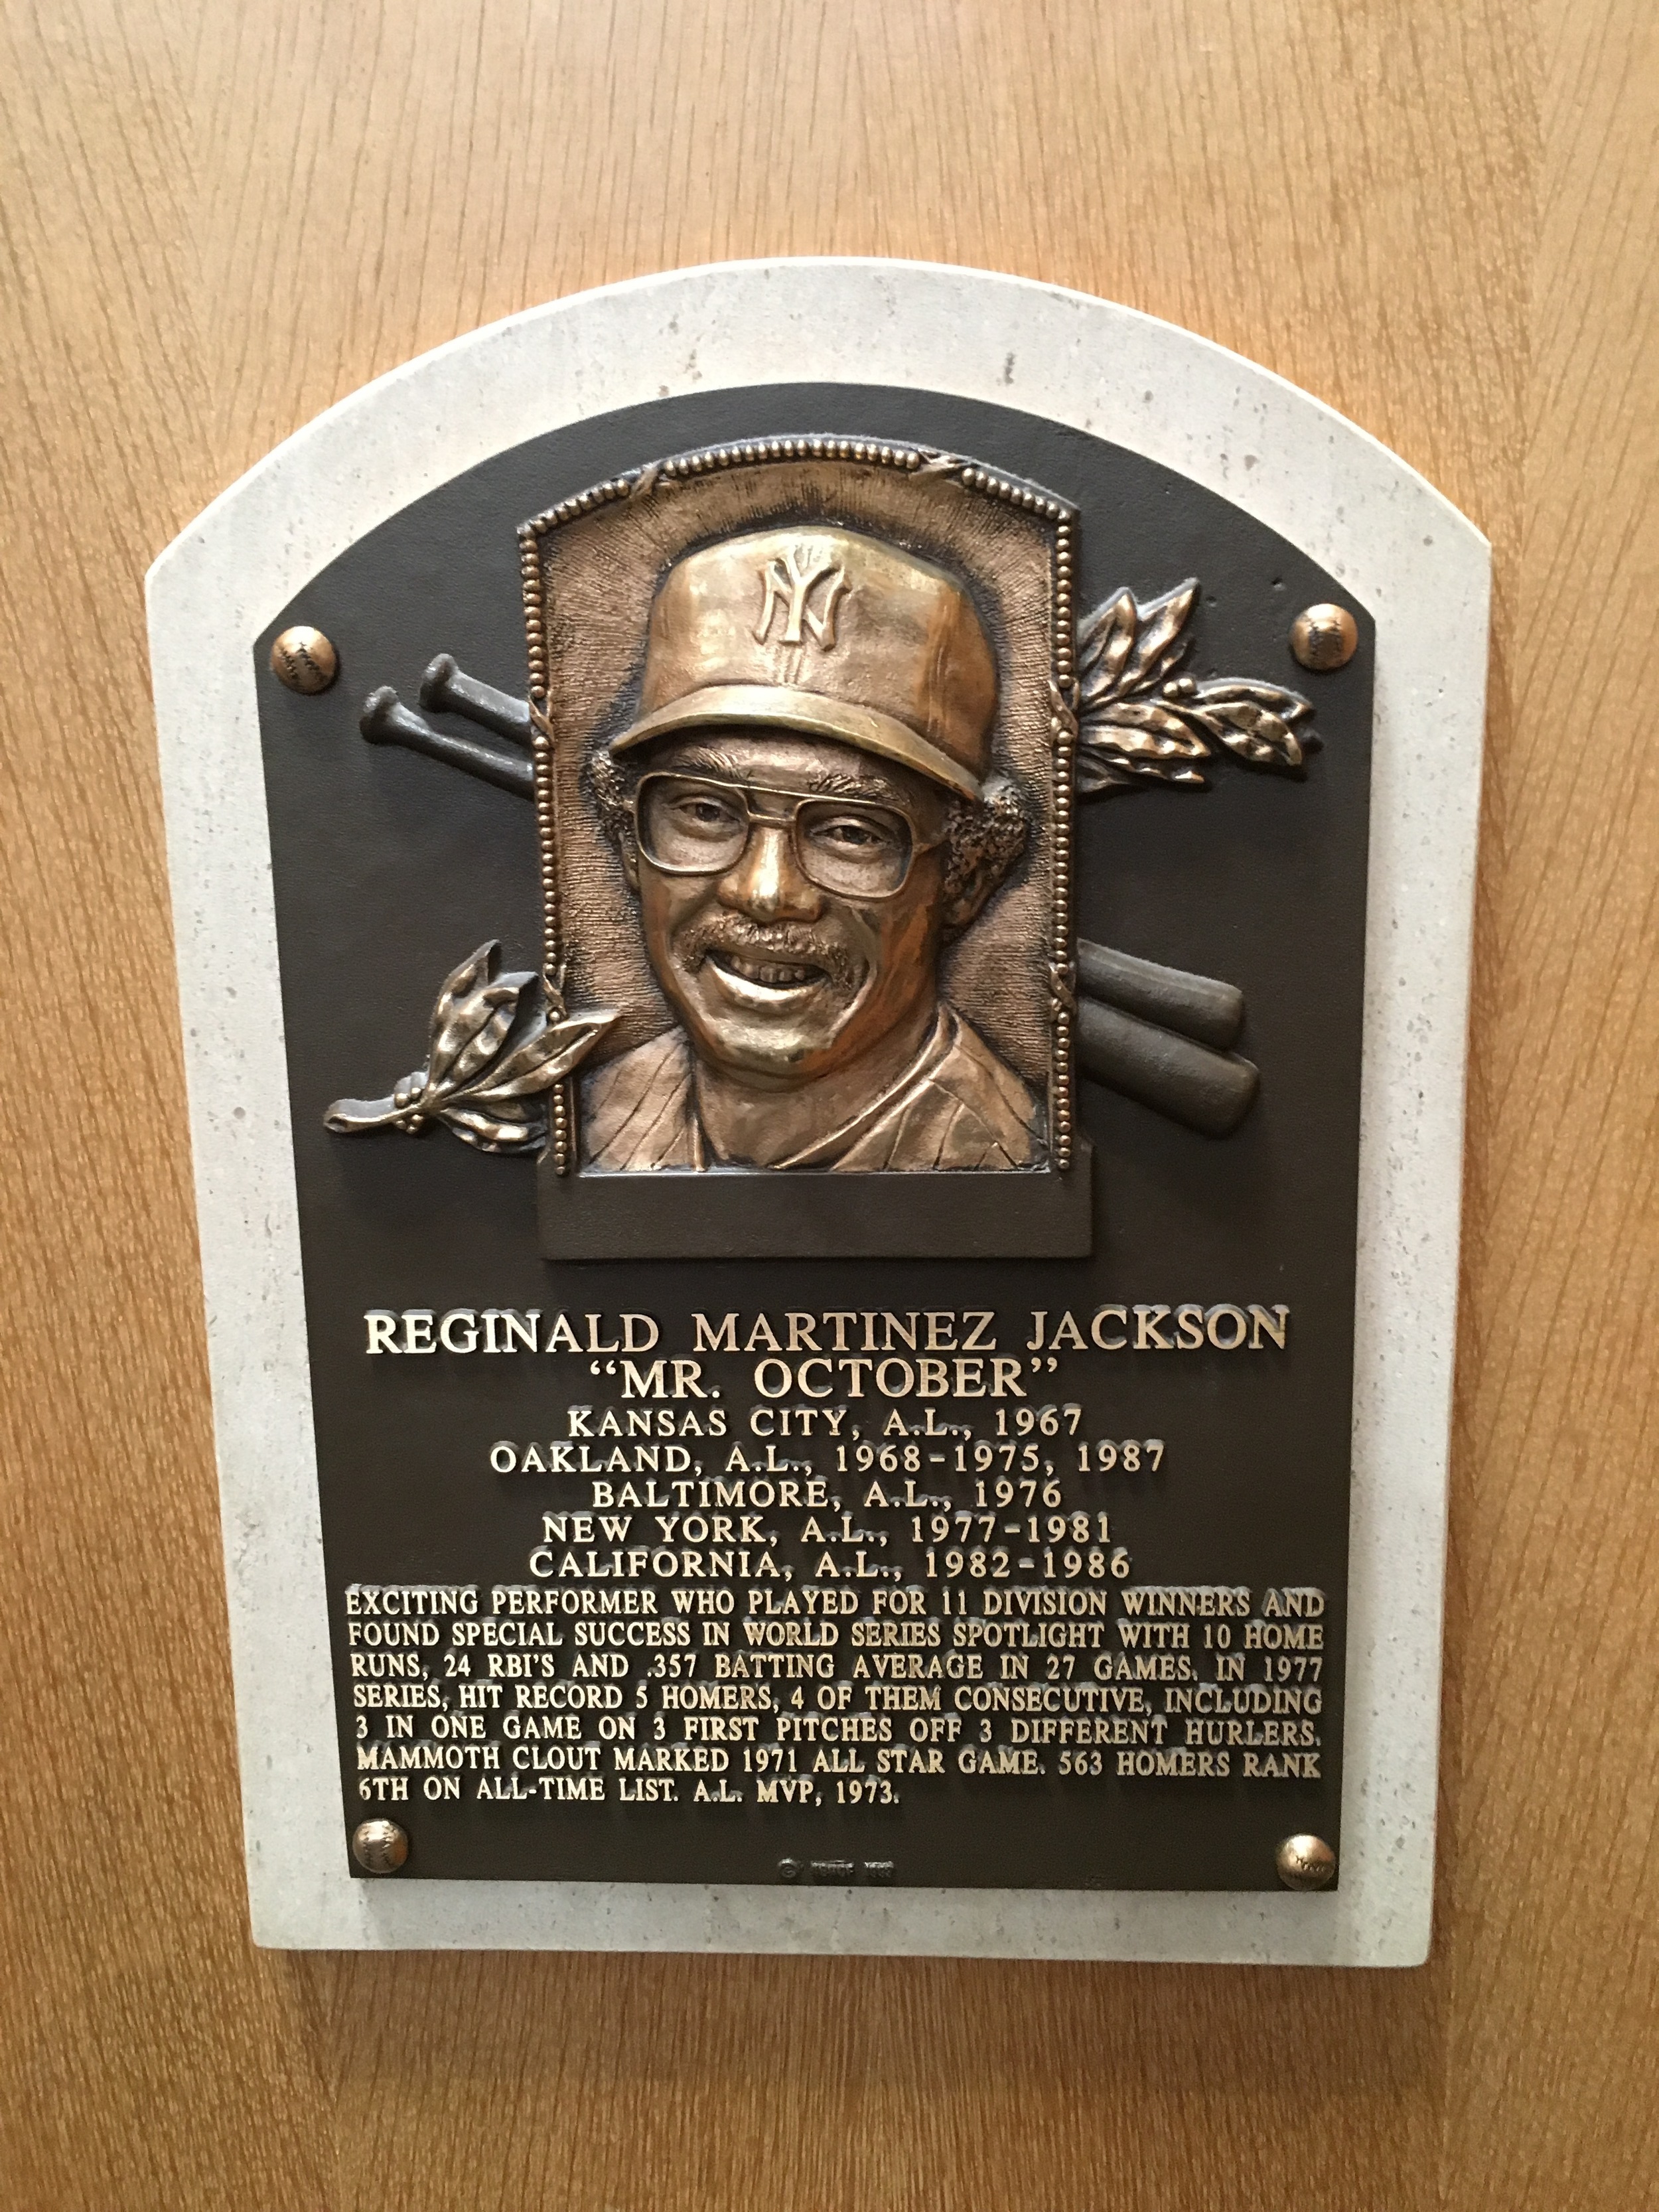 NY
REGINALD MARTINEZ JACKSON
“MR. OCTOBER”
KANSAS CITY, A.L., 1967
OAKLAND, A.L., 1968-1975, 1987
BALTIMORE, A.L., 1976
NEW YORK, A.L., 1977-1981
CALIFORNIA, A.L., 1982-1986
EXCITING PERFORMER WHO PLAYED FOR 11 DIVISION WINNERS AND
FOUND SPECIAL SUCCESS IN WORLD SERIES SPOTLIGHT WITH 10 HOME
RUNS, 24 RBI'S AND .357 BATTING AVERAGE IN 27 GAMES. IN 1977
SERIES, HIT RECORD 5 HOMERS, 4 OF THEM CONSECUTIVE, INCLUDING
3 IN ONE GAME ON 3 FIRST PITCHES OFF 3 DIFFERENT HURLERS.
MAMMOTH CLOUT MARKED 1971 ALL STAR GAME. 563 HOMERS RANK
6TH ON ALL-TIME LIST. A.L. MVP, 1973.
©